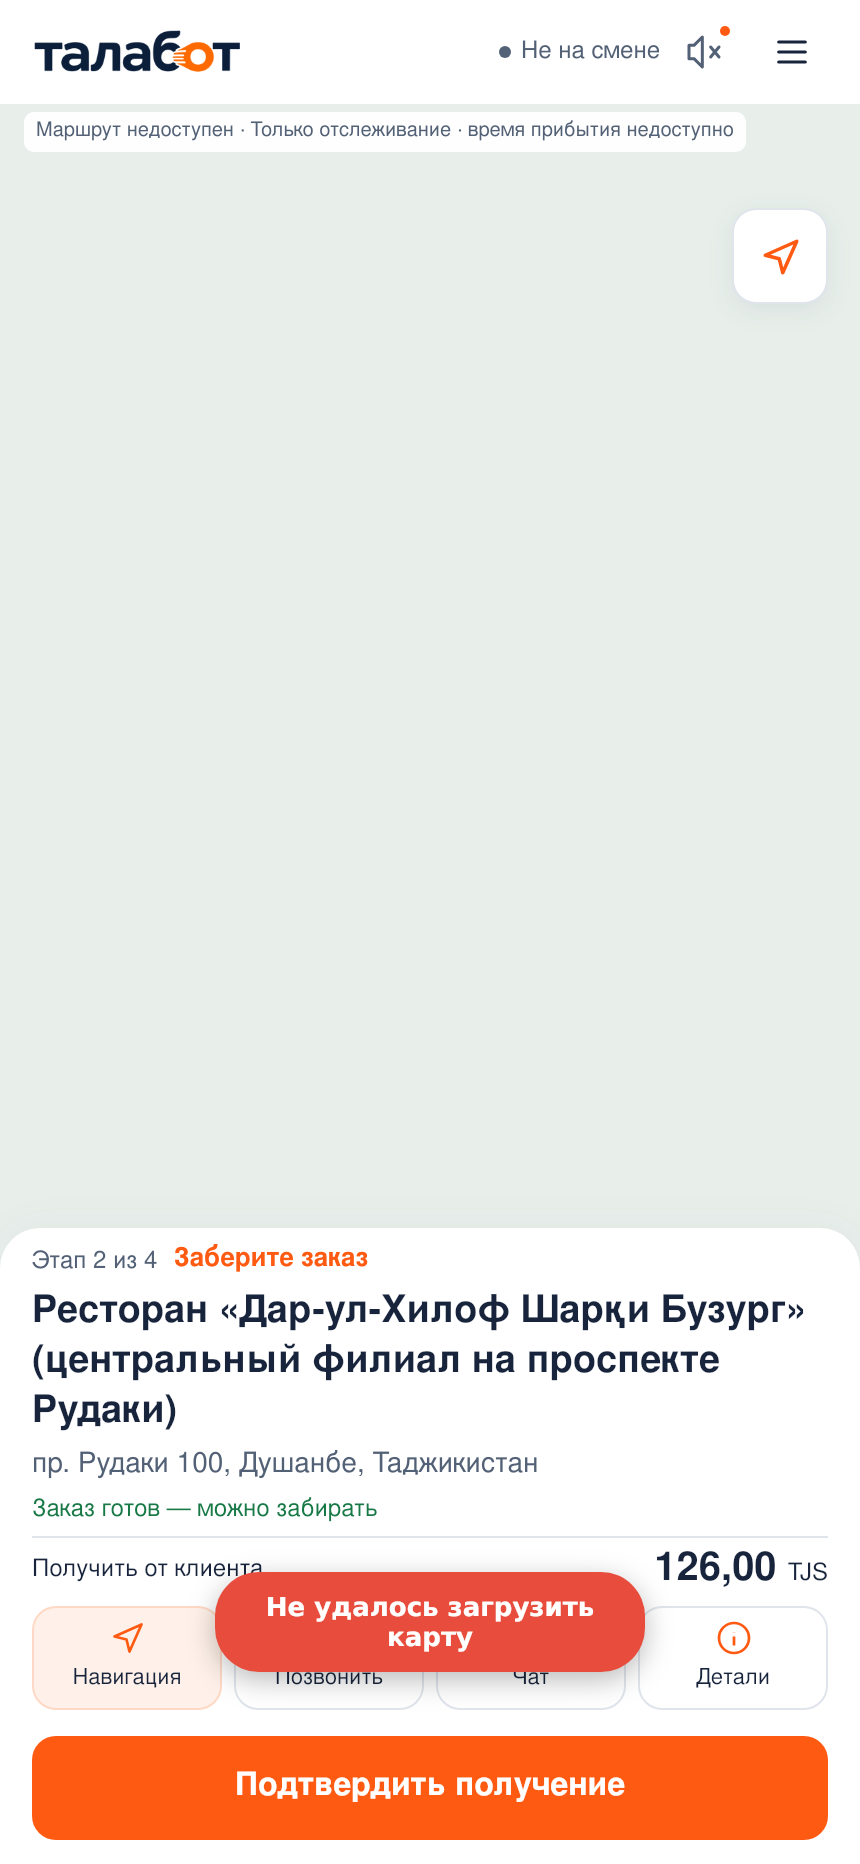 талабот
Не на смене
Маршрут недоступен · Только отслеживание · время прибытия недоступно
Этап 2 из 4 Заберите заказ
Ресторан «Дар-ул-Хилоф Шарқи Бузург»
(центральный филиал на проспекте
Рудаки)
пр. Рудаки 100, Душанбе, Таджикистан
Заказ готов — можно забирать
Получить от клиента 126,00 TJS
Не удалось загрузить
карту
Навигация Позвонить Чат Детали
Подтвердить получение